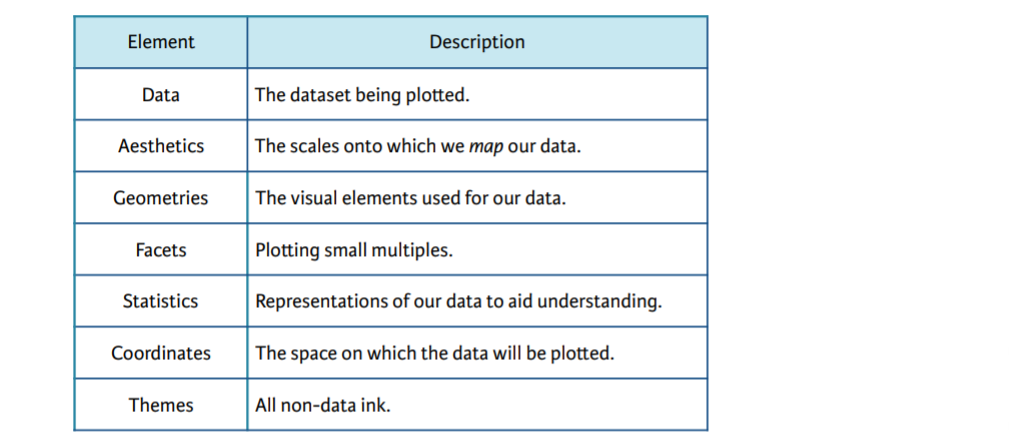 Element Description
Data The dataset being plotted.
Aesthetics The scales onto which we map our data.
Geometries The visual elements used for our data.
Facets Plotting small multiples.
Statistics Representations of our data to aid understanding.
Coordinates The space on which the data will be plotted.
Themes All non-data ink.